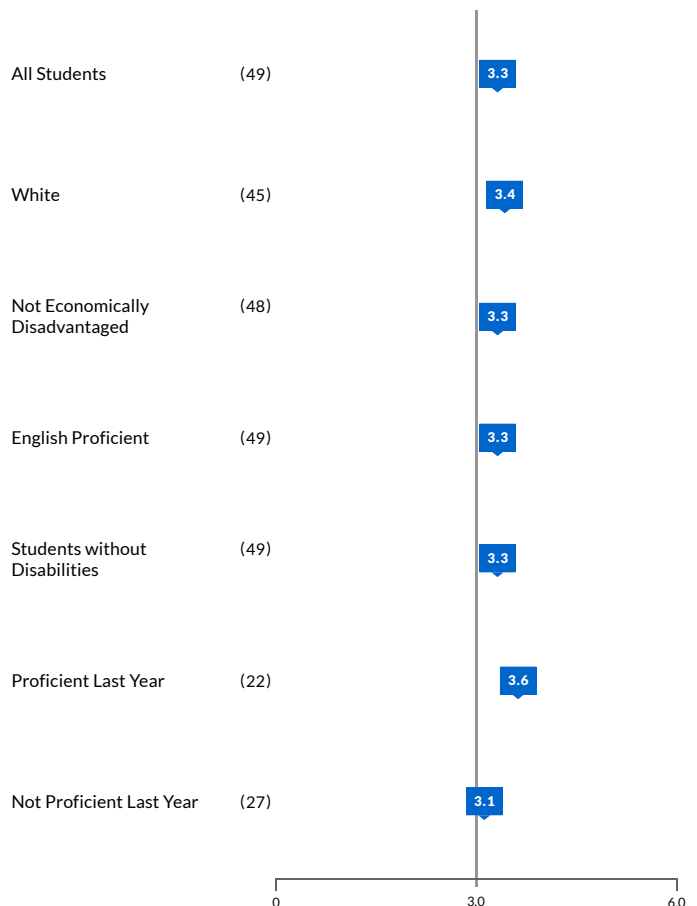 All Students (49) 3.3
White (45) 3.4
Not Economically (48)
Disadvantaged 3.3
English Proficient (49) 3.3
Students without (49)
Disabilities 3.3
Proficient Last Year (22) 3.6
Not Proficient Last Year (27) 3.1
0 3.0 6.0